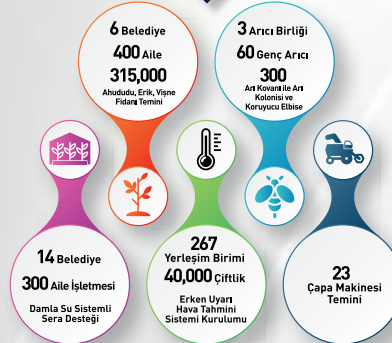 6 Belediye
400 Aile
315,000
Ahududu, Erik, Vişne
Fidanı Temini
3 Arıcı Birliği
60 Genç Arıcı
300
Arı Kovanı ile Arı
Kolonisi ve
Koruyucu Elbise
14 Belediye
300 Aile İşletmesi
Damla Su Sistemli
Sera Desteği
267
Yerleşim Birimi
40,000 Çiftlik
Erken Uyarı
Hava Tahmini
Sistemi Kurulumu
23
Çapa Makinesi
Temini